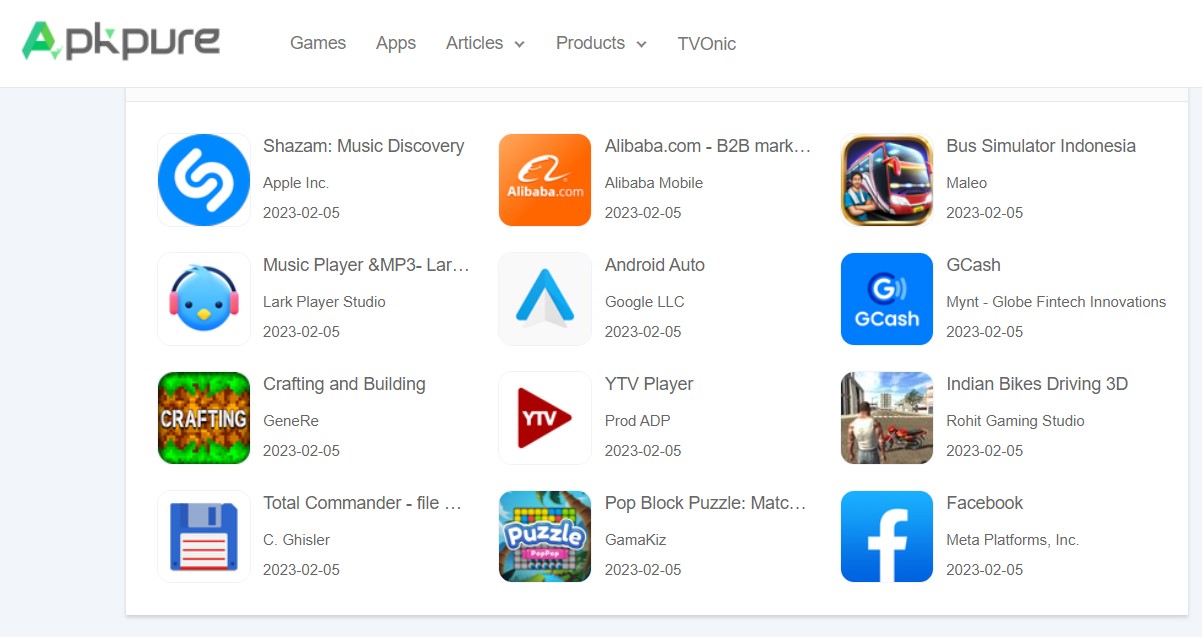 Apkpure
Games Apps Articles Products TVOnic
Shazam: Music Discovery
Apple Inc.
2023-02-05
Alibaba.com
Alibaba.com - B2B mark…
Alibaba Mobile
2023-02-05
Bus Simulator Indonesia
Maleo
2023-02-05
Music Player &MP3- Lar…
Lark Player Studio
2023-02-05
Android Auto
Google LLC
2023-02-05
G
GCash
GCash
Mynt - Globe Fintech Innovations
2023-02-05
CRAFTING
Crafting and Building
GeneRe
2023-02-05
YTV
YTV Player
Prod ADP
2023-02-05
Indian Bikes Driving 3D
Rohit Gaming Studio
2023-02-05
Total Commander - file …
C. Ghisler
2023-02-05
Puzzle
PopPop
Pop Block Puzzle: Matc…
GamaKiz
2023-02-05
f
Facebook
Meta Platforms, Inc.
2023-02-05